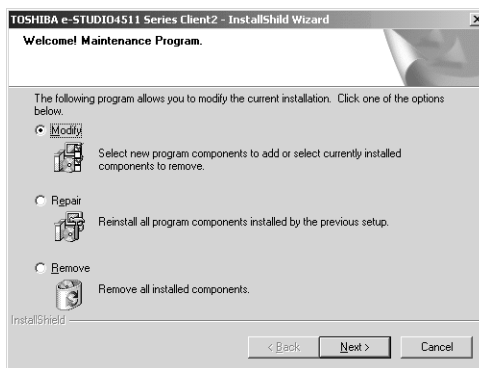 TOSHIBA e-STUDIO4511 Series Client2 - InstallShild Wizard
Welcome! Maintenance Program.
The following program allows you to modify the current installation. Click one of the options
below.
Modify
Select new program components to add or select currently installed
components to remove.
Repair
Reinstall all program components installed by the previous setup.
Remove
Remove all installed components.
InstallShield
< Back
Next >
Cancel